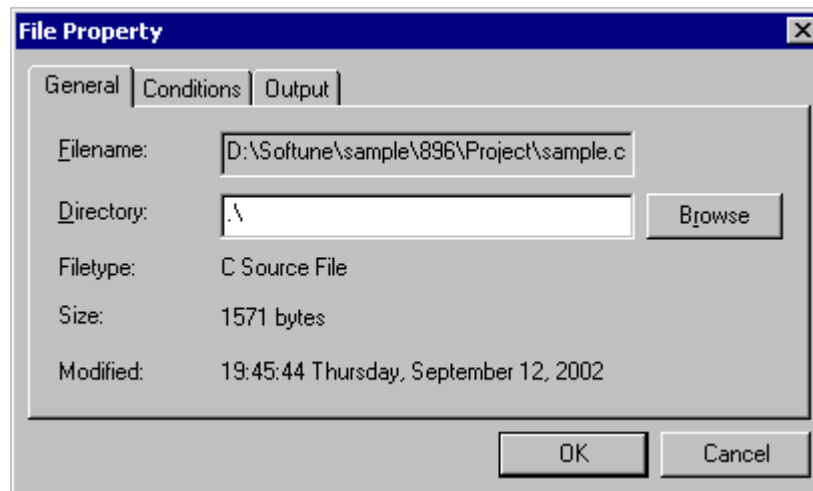 File Property
General Conditions Output
Filename: D:\Softune\sample\896\Project\sample.c
Directory: .\ Browse
Filetype: C Source File
Size: 1571 bytes
Modified: 19:45:44 Thursday, September 12, 2002
OK Cancel